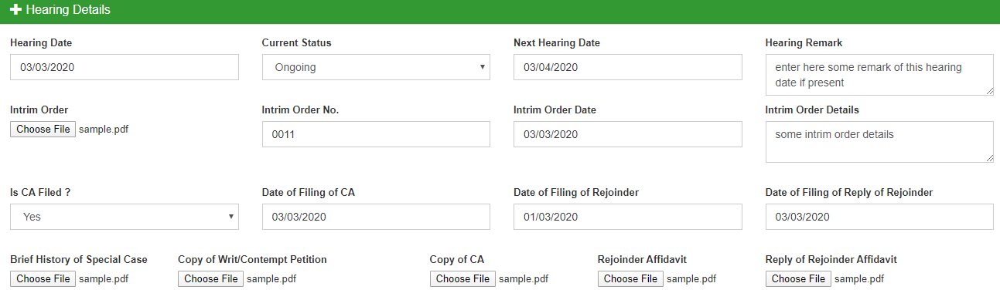 Hearing Details
Hearing Date Current Status Next Hearing Date Hearing Remark
03/03/2020 Ongoing 03/04/2020 enter here some remark of this hearing
date if present
Intrim Order Intrim Order No. Intrim Order Date Intrim Order Details
Choose File sample.pdf 0011 03/03/2020 some intrim order details
Is CA Filed ? Date of Filing of CA Date of Filing of Rejoinder Date of Filing of Reply of Rejoinder
Yes 03/03/2020 01/03/2020 03/03/2020
Brief History of Special Case Copy of Writ/Contempt Petition Copy of CA Rejoinder Affidavit Reply of Rejoinder Affidavit
Choose File sample.pdf Choose File sample.pdf Choose File sample.pdf Choose File sample.pdf Choose File sample.pdf